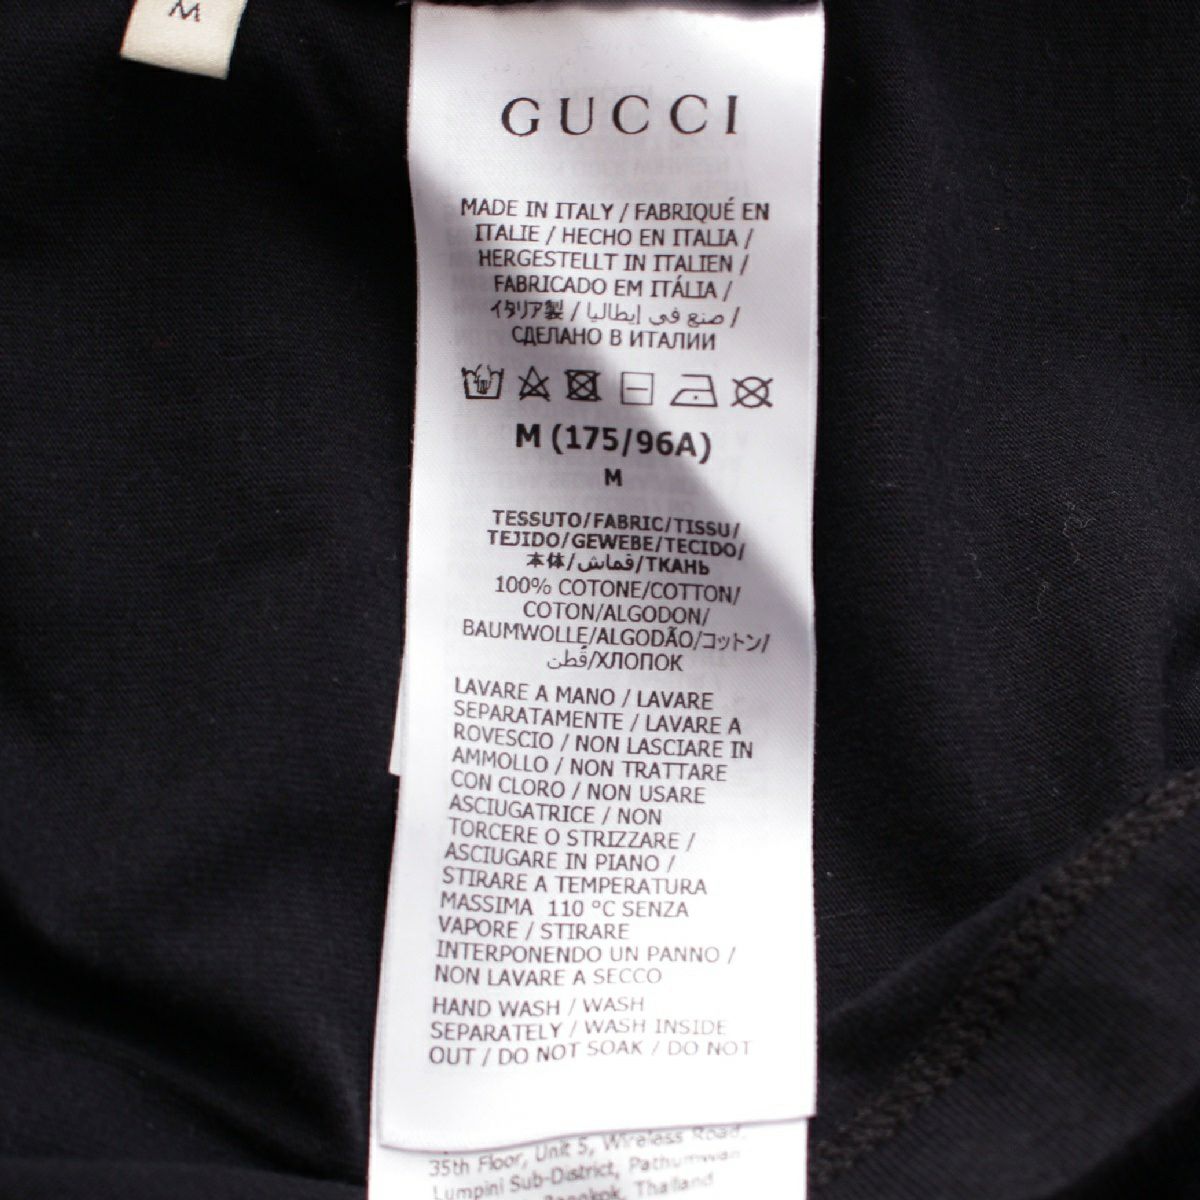 M
GUCCI
MADE IN ITALY / FABRIQUÉ EN
ITALIE / HECHO EN ITALIA /
HERGESTELLT IN ITALIEN /
FABRICADO EM ITÁLIA /
イタリア製 / صنع في إيطاليا /
СДЕЛАНО В ИТАЛИИ
M (175/96A)
M
TESSUTO/FABRIC/TISSU/
TEJIDO/GEWEBE/TECIDO/
本体/قماش/ТКАНЬ
100% COTONE/COTTON/
COTON/ALGODON/
BAUMWOLLE/ALGODÃO/コットン/
قطن/ХЛОПОК
LAVARE A MANO / LAVARE
SEPARATAMENTE / LAVARE A
ROVESCIO / NON LASCIARE IN
AMMOLLO / NON TRATTARE
CON CLORO / NON USARE
ASCIUGATRICE / NON
TORCERE O STRIZZARE /
ASCIUGARE IN PIANO /
STIRARE A TEMPERATURA
MASSIMA 110 °C SENZA
VAPORE / STIRARE
INTERPONENDO UN PANNO /
NON LAVARE A SECCO
HAND WASH / WASH
SEPARATELY / WASH INSIDE
OUT / DO NOT SOAK / DO NOT
35th Floor, Unit 5, Wireless Road,
Lumpini Sub-District, Pathumwan
Bangkok, Thailand